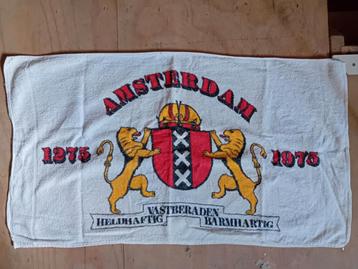 AMSTERDAM
1275 1975
HELDHAFTIG VASTBERADEN BARMHARTIG